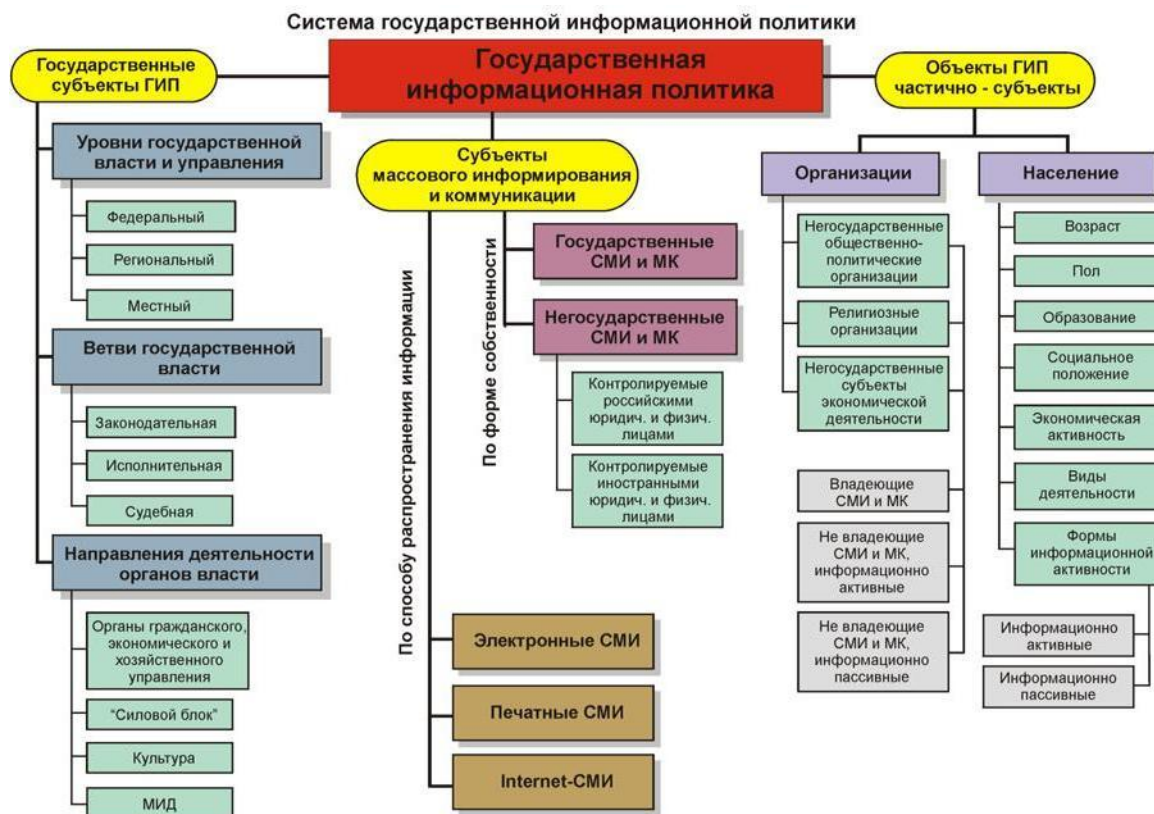 Система государственной информационной политики
Государственная
информационная политика
Государственные
субъекты ГИП
Уровни государственной
власти и управления
Федеральный
Региональный
Местный
Ветви государственной
власти
Законодательная
Исполнительная
Судебная
Направления деятельности
органов власти
Органы гражданского,
экономического и
хозяйственного
управления
"Силовой блок"
Культура
МИД
Субъекты
массового информирования
и коммуникации
По способу распространения информации
По форме собственности
Государственные
СМИ и МК
Негосударственные
СМИ и МК
Контролируемые
российскими
юридич. и физич.
лицами
Контролируемые
иностранными
юридич. и физич.
лицами
Электронные СМИ
Печатные СМИ
Internet-СМИ
Объекты ГИП
частично - субъекты
Организации
Негосударственные
общественно-
политические
организации
Религиозные
организации
Негосударственные
субъекты
экономической
деятельности
Владеющие
СМИ и МК
Не владеющие
СМИ и МК,
информационно
активные
Не владеющие
СМИ и МК,
информационно
пассивные
Население
Возраст
Пол
Образование
Социальное
положение
Экономическая
активность
Виды
деятельности
Формы
информационной
активности
Информационно
активные
Информационно
пассивные